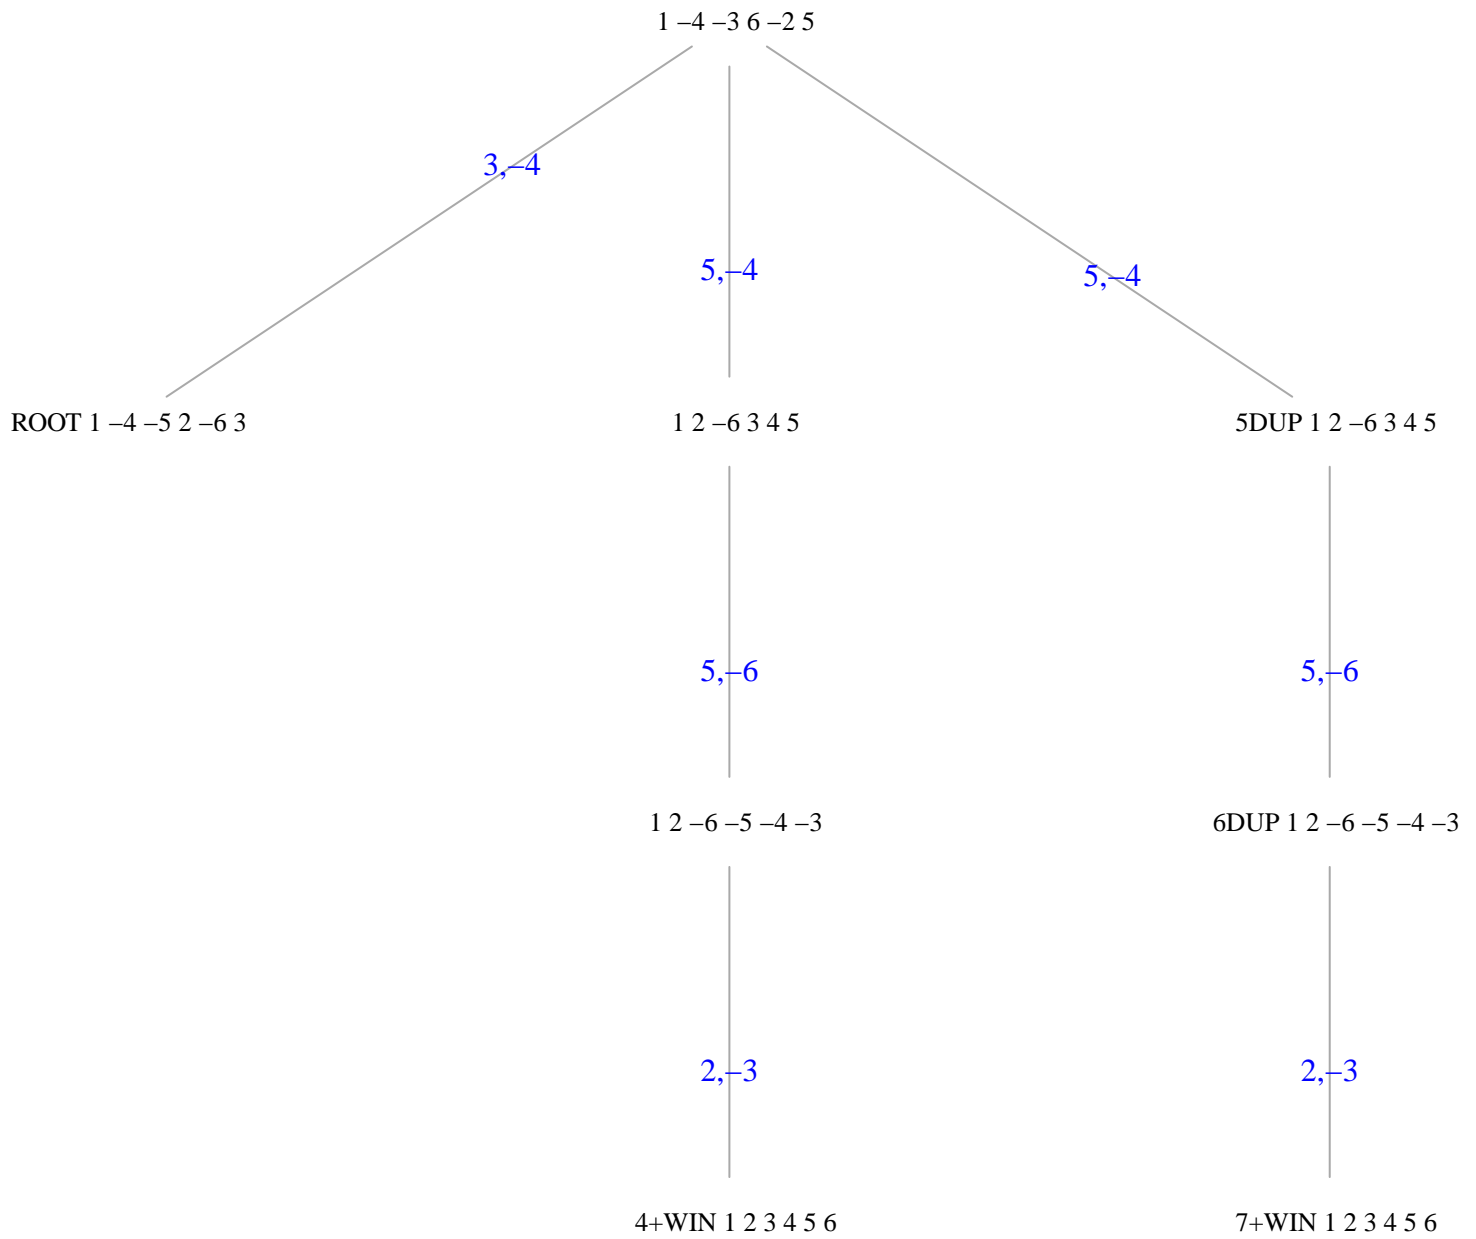 1 –4 –3 6 –2 5
3,–4
5,–4
5,–4
ROOT 1 –4 –5 2 –6 3
1 2 –6 3 4 5
5DUP 1 2 –6 3 4 5
5,–6
5,–6
1 2 –6 –5 –4 –3
6DUP 1 2 –6 –5 –4 –3
2,–3
2,–3
4+WIN 1 2 3 4 5 6
7+WIN 1 2 3 4 5 6